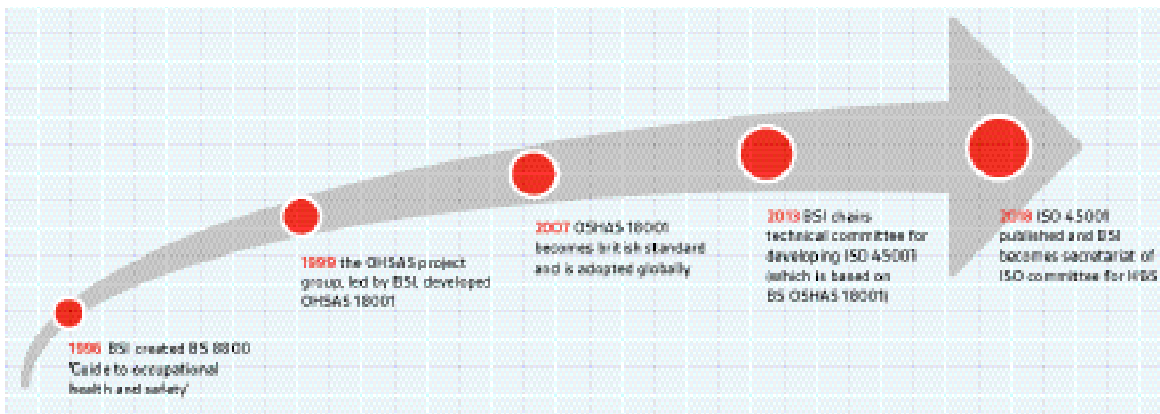 1996 BSI created BS 8800
'Guide to occupational
health and safety'
1999 the OHSAS project
group, led by BSI, developed
OHSAS 18001
2007 OSHAS 18001
becomes british standard
and is adopted globally
2013 BSI chairs
technical committee for
developing ISO 45001
(which is based on
BS OSHAS 18001)
2018 ISO 45001
published and BSI
becomes secretariat of
ISO committee for H&S